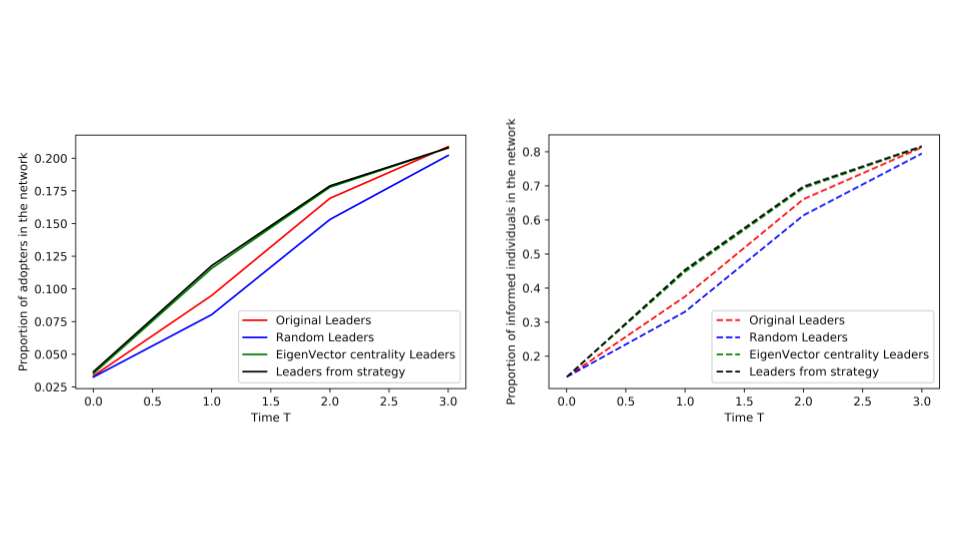 Proportion of adopters in the network
0.200
0.175
0.150
0.125
0.100
0.075
0.050
0.025
0.0 0.5 1.0 1.5 2.0 2.5 3.0
Time T
Original Leaders
Random Leaders
EigenVector centrality Leaders
Leaders from strategy
Proportion of informed individuals in the network
0.8
0.7
0.6
0.5
0.4
0.3
0.2
0.0 0.5 1.0 1.5 2.0 2.5 3.0
Time T
Original Leaders
Random Leaders
EigenVector centrality Leaders
Leaders from strategy